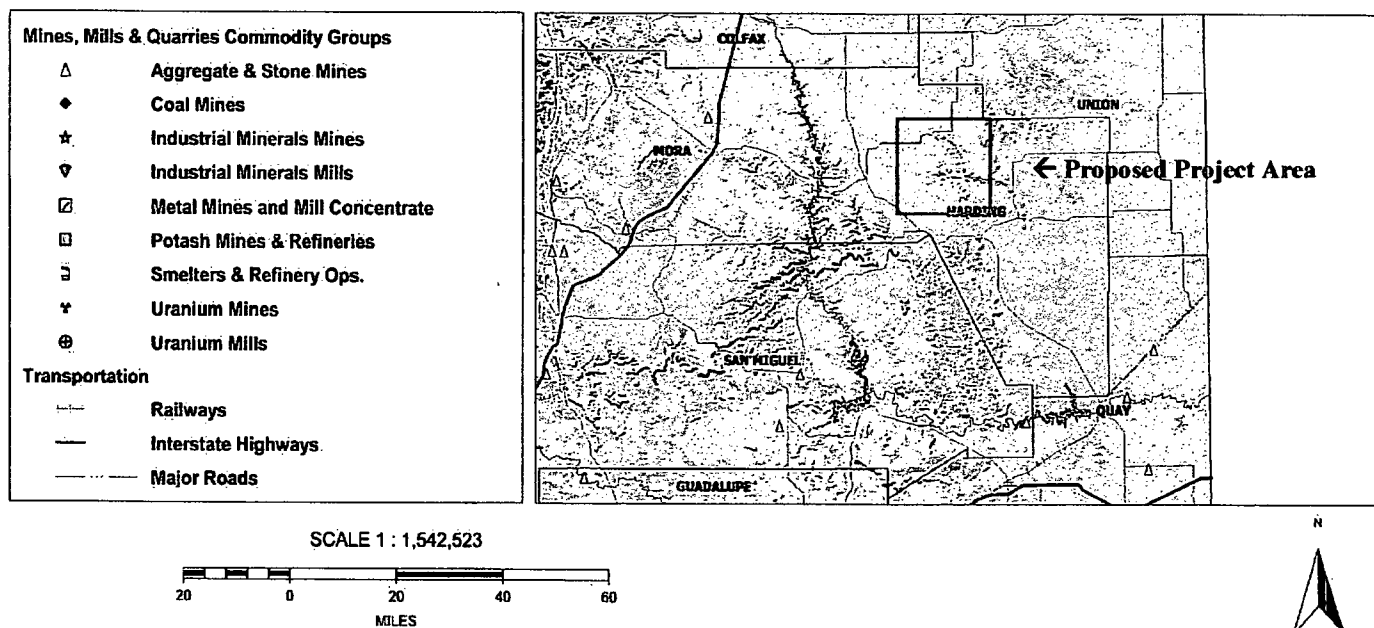 Mines, Mills & Quarries Commodity Groups
Aggregate & Stone Mines
Coal Mines
Industrial Minerals Mines
Industrial Minerals Mills
Metal Mines and Mill Concentrate
Potash Mines & Refineries
Smelters & Refinery Ops.
Uranium Mines
Uranium Mills
Transportation
Railways
Interstate Highways
Major Roads
COLFAX
UNION
MORA
← Proposed Project Area
HARDING
SAN MIGUEL
QUAY
GUADALUPE
SCALE 1 : 1,542,523
20 0 20 40 60
MILES
N